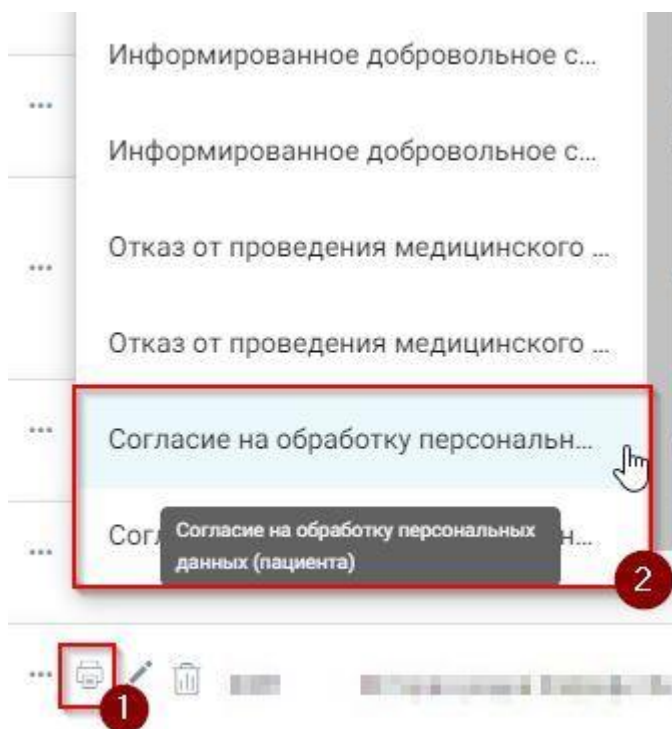 Информированное добровольное с...
Информированное добровольное с...
Отказ от проведения медицинского ...
Отказ от проведения медицинского ...
Согласие на обработку персональн...
Согласие на обработку персональных
данных (пациента)
2
1